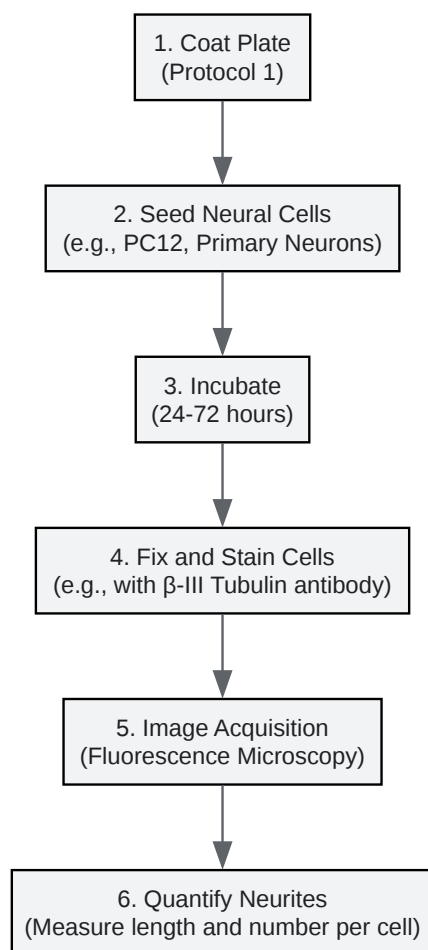 1. Coat Plate
(Protocol 1)
2. Seed Neural Cells
(e.g., PC12, Primary Neurons)
3. Incubate
(24-72 hours)
4. Fix and Stain Cells
(e.g., with β-III Tubulin antibody)
5. Image Acquisition
(Fluorescence Microscopy)
6. Quantify Neurites
(Measure length and number per cell)